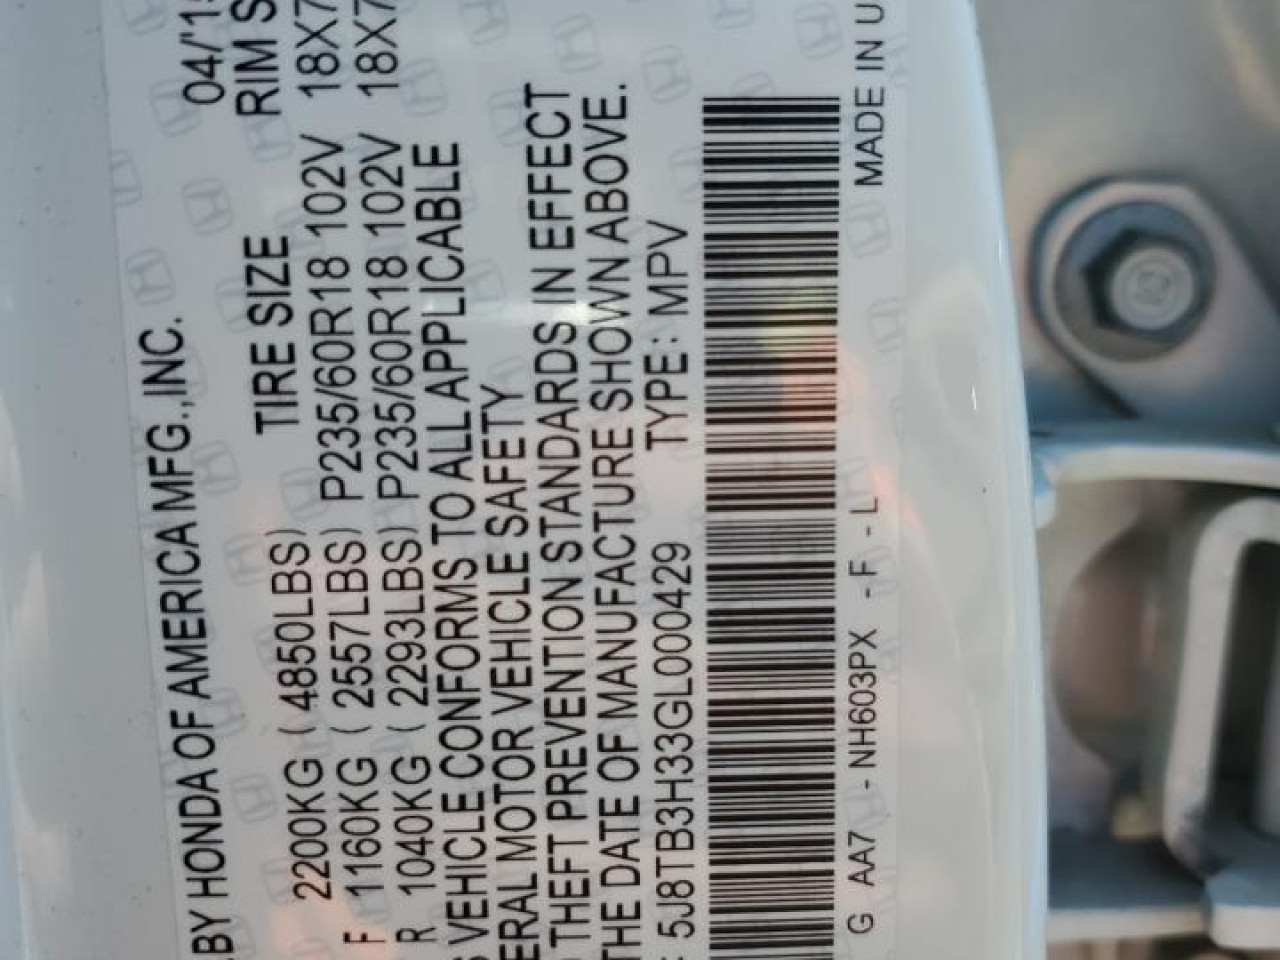 BY HONDA OF AMERICA MFG.,INC. 04/'1
TIRE SIZE RIM S
2200KG ( 4850LBS)
F 1160KG ( 2557LBS) P235/60R18 102V 18X7
R 1040KG ( 2293LBS) P235/60R18 102V 18X7
VEHICLE CONFORMS TO ALL APPLICABLE
ERAL MOTOR VEHICLE SAFETY
THEFT PREVENTION STANDARDS IN EFFECT
THE DATE OF MANUFACTURE SHOWN ABOVE.
5J8TB3H33GL000429 TYPE: MPV
G AA7 - NH603PX - F - L MADE IN U